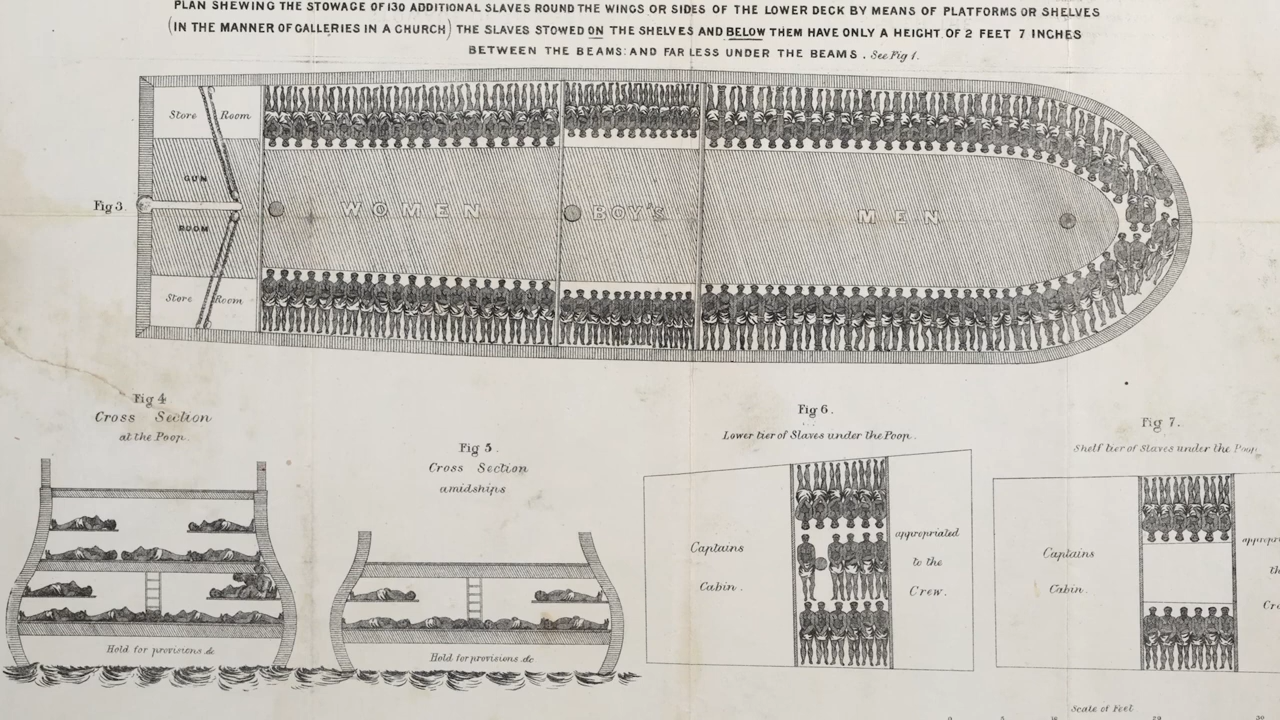 PLAN SHEWING THE STOWAGE OF 130 ADDITIONAL SLAVES ROUND THE WINGS OR SIDES OF THE LOWER DECK BY MEANS OF PLATFORMS OR SHELVES
(IN THE MANNER OF GALLERIES IN A CHURCH) THE SLAVES STOWED ON THE SHELVES AND BELOW THEM HAVE ONLY A HEIGHT OF 2 FEET 7 INCHES
BETWEEN THE BEAMS: AND FAR LESS UNDER THE BEAMS. See Fig 1.
Store Room
GUN
Fig 3.
WOMEN
BOY'S
MEN
ROOM
Store Room
Fig 4
Cross Section
at the Poop.
Fig 5.
Cross Section
amidships
Fig 6.
Lower tier of Slaves under the Poop.
Fig 7.
Shelf tier of Slaves under the Poop.
Captains
Cabin.
appropriated
to the
Crew.
Captains
Cabin.
Hold for provisions &c
Hold for provisions &c
Scale of Feet